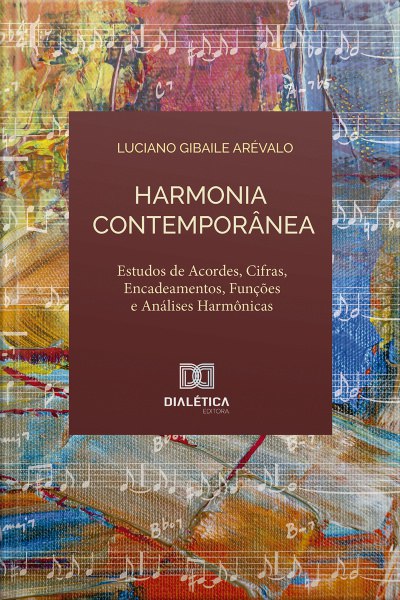 LUCIANO GIBAILE ARÉVALO
HARMONIA
CONTEMPORÂNEA
Estudos de Acordes, Cifras,
Encadeamentos, Funções
e Análises Harmônicas
DIALÉTICA
EDITORA